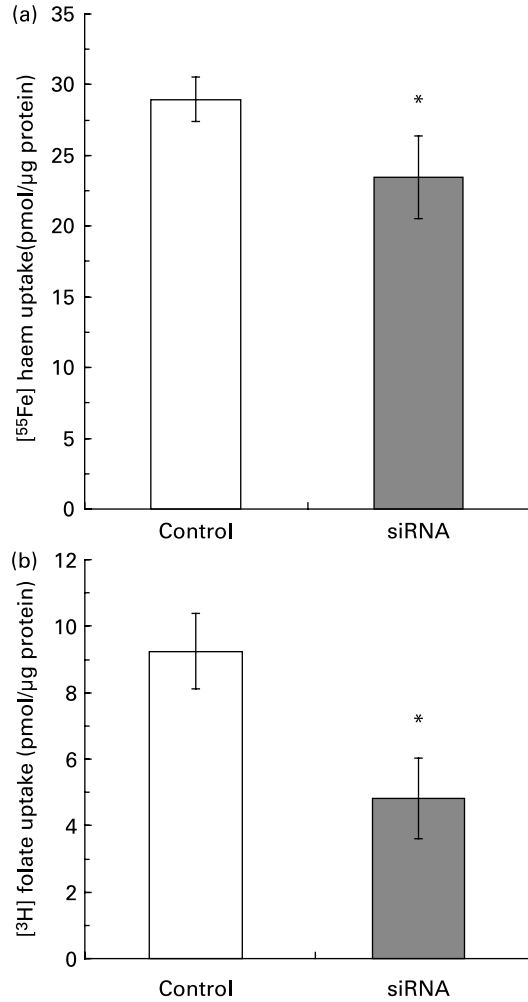 (a)
[⁵⁵Fe] haem uptake(pmol/µg protein)
35
30
25
20
15
10
5
0
*
Control siRNA
(b)
[³H] folate uptake (pmol/µg protein)
12
10
8
6
4
2
0
*
Control siRNA